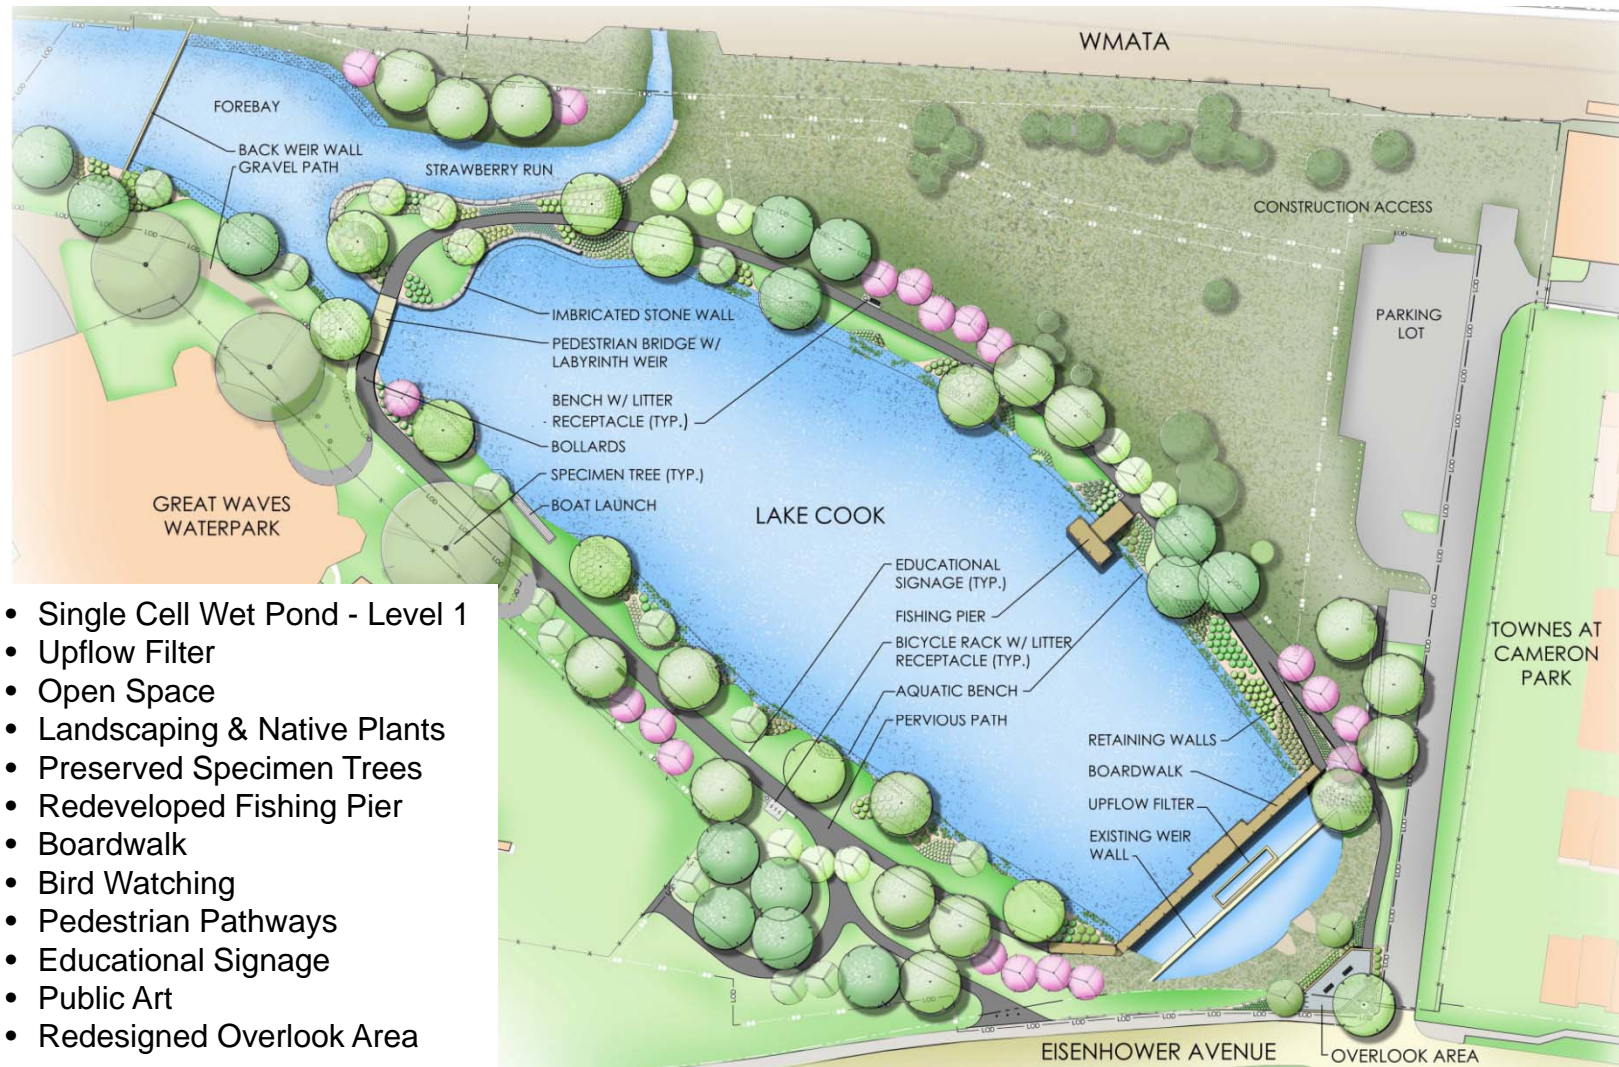 WMATA
FOREBAY
BACK WEIR WALL
GRAVEL PATH
STRAWBERRY RUN
CONSTRUCTION ACCESS
IMBRICATED STONE WALL
PEDESTRIAN BRIDGE W/
LABYRINTH WEIR
BENCH W/ LITTER
RECEPTACLE (TYP.)
BOLLARDS
SPECIMEN TREE (TYP.)
BOAT LAUNCH
PARKING
LOT
GREAT WAVES
WATERPARK
LAKE COOK
EDUCATIONAL
SIGNAGE (TYP.)
FISHING PIER
BICYCLE RACK W/ LITTER
RECEPTACLE (TYP.)
AQUATIC BENCH
PERVIOUS PATH
TOWNES AT
CAMERON
PARK
RETAINING WALLS
BOARDWALK
UPFLOW FILTER
EXISTING WEIR
WALL
• Single Cell Wet Pond - Level 1
• Upflow Filter
• Open Space
• Landscaping & Native Plants
• Preserved Specimen Trees
• Redeveloped Fishing Pier
• Boardwalk
• Bird Watching
• Pedestrian Pathways
• Educational Signage
• Public Art
• Redesigned Overlook Area
EISENHOWER AVENUE
OVERLOOK AREA